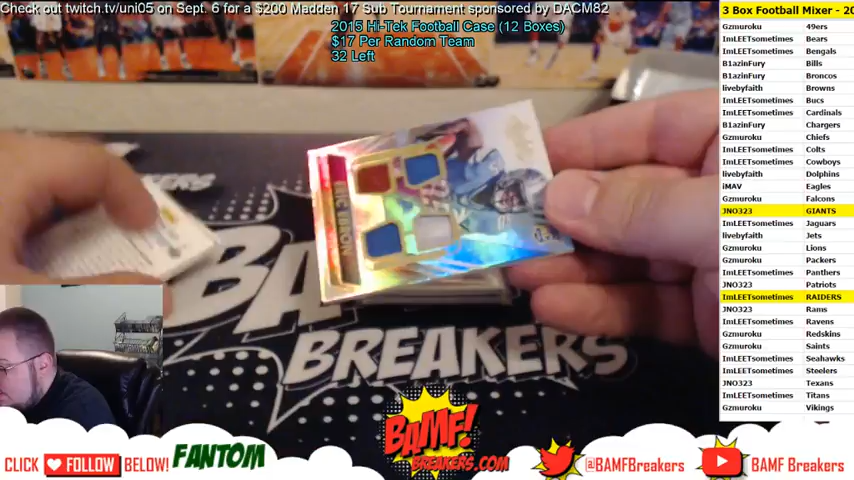 Check out twitch.tv/uni05 on Sept. 6 for a $200 Madden 17 Sub Tournament sponsored by DACM82
2015 Hi-Tek Football Case (12 Boxes)
$17 Per Random Team
32 Left
3 Box Football Mixer - 20
Gzmuroku 49ers
ImLEETsometimes Bears
ImLEETsometimes Bengals
B1azinFury Bills
B1azinFury Broncos
livebyfaith Browns
ImLEETsometimes Bucs
ImLEETsometimes Cardinals
B1azinFury Chargers
Gzmuroku Chiefs
ImLEETsometimes Colts
ImLEETsometimes Cowboys
livebyfaith Dolphins
iMAV Eagles
Gzmuroku Falcons
JNO323 GIANTS
ImLEETsometimes Jaguars
livebyfaith Jets
Gzmuroku Lions
Gzmuroku Packers
ImLEETsometimes Panthers
JNO323 Patriots
ImLEETsometimes RAIDERS
JNO323 Rams
ImLEETsometimes Ravens
Gzmuroku Redskins
Gzmuroku Saints
ImLEETsometimes Seahawks
ImLEETsometimes Steelers
JNO323 Texans
ImLEETsometimes Titans
Gzmuroku Vikings
ERIC EBRON
BREAKERS
CLICK FOLLOW BELOW!
FANTOM
BAMF!
BREAKERS.COM
@BAMFBreakers
BAMF Breakers